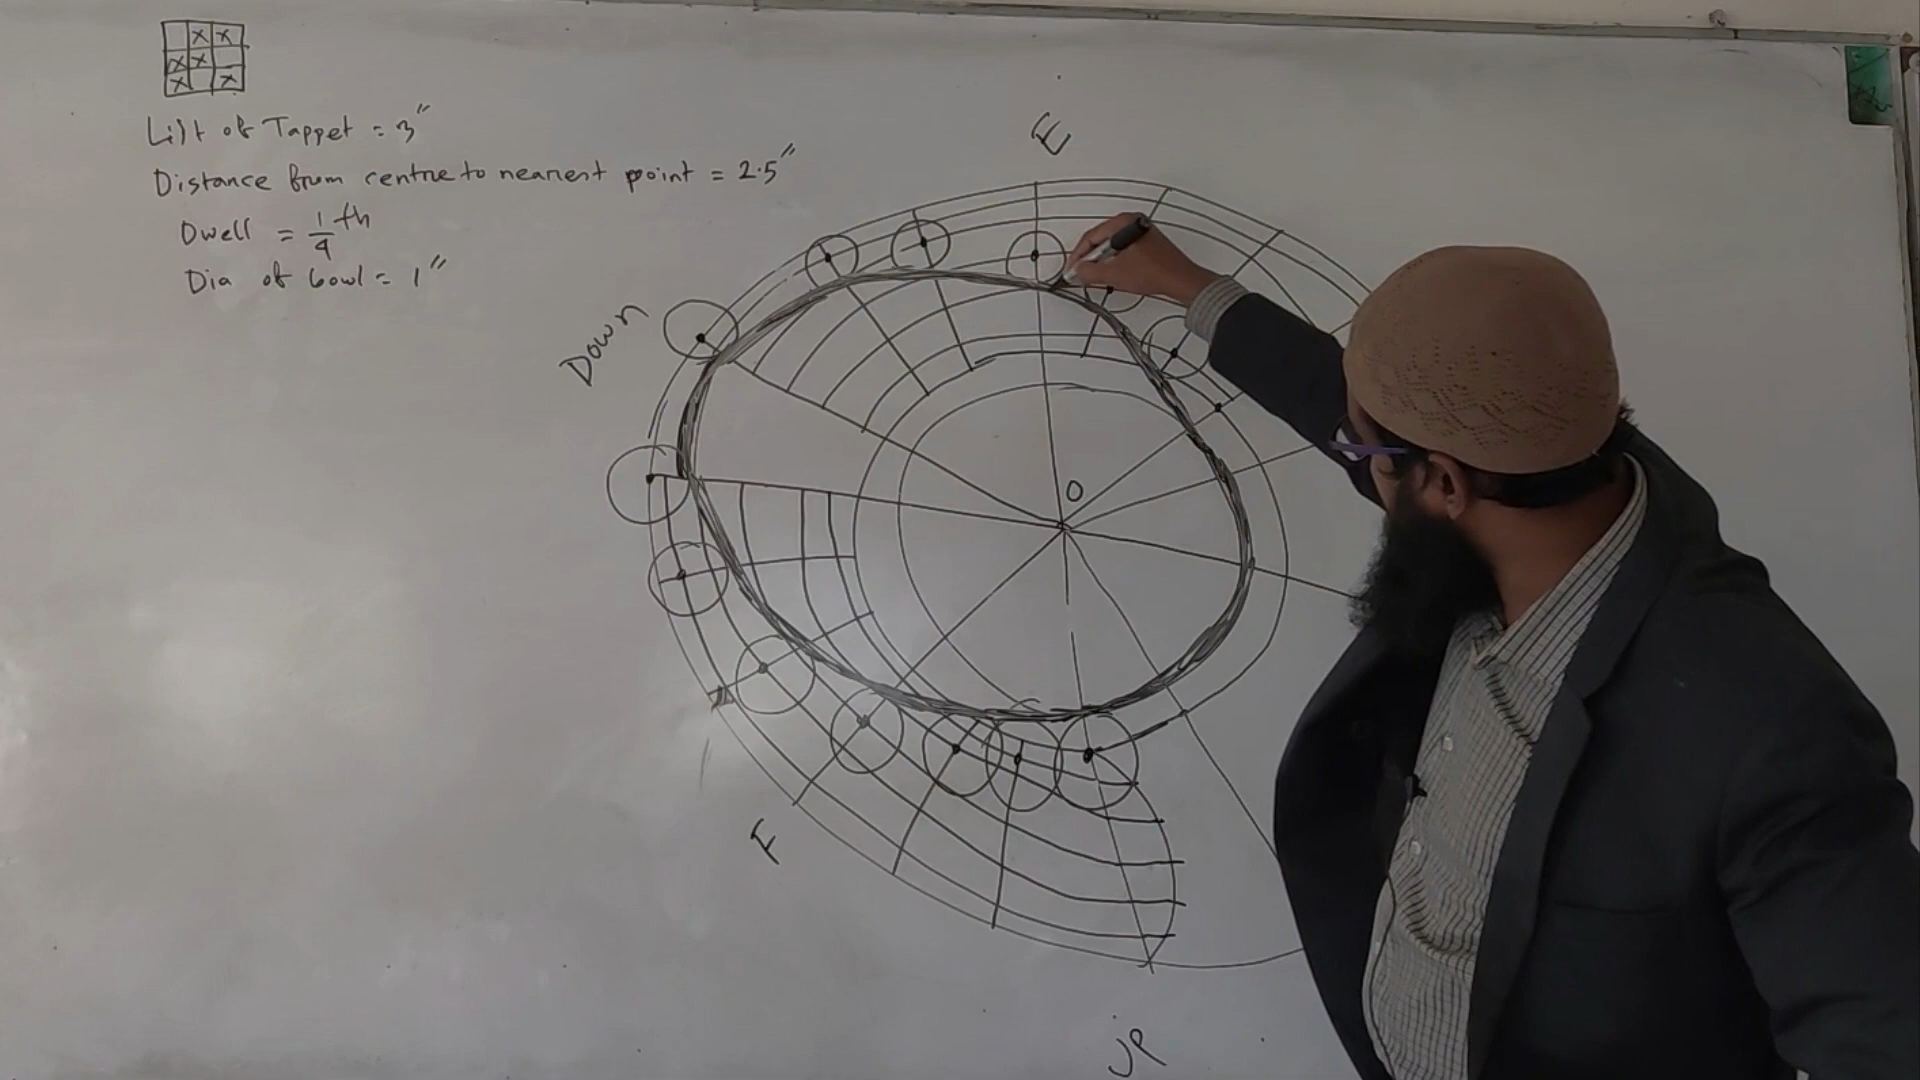 x x
x x
x x
Lift of Tappet = 3"
Distance from centre to nearest point = 2.5"
Dwell = 1/4 th
Dia of bowl = 1"
E
Down
O
F
UP